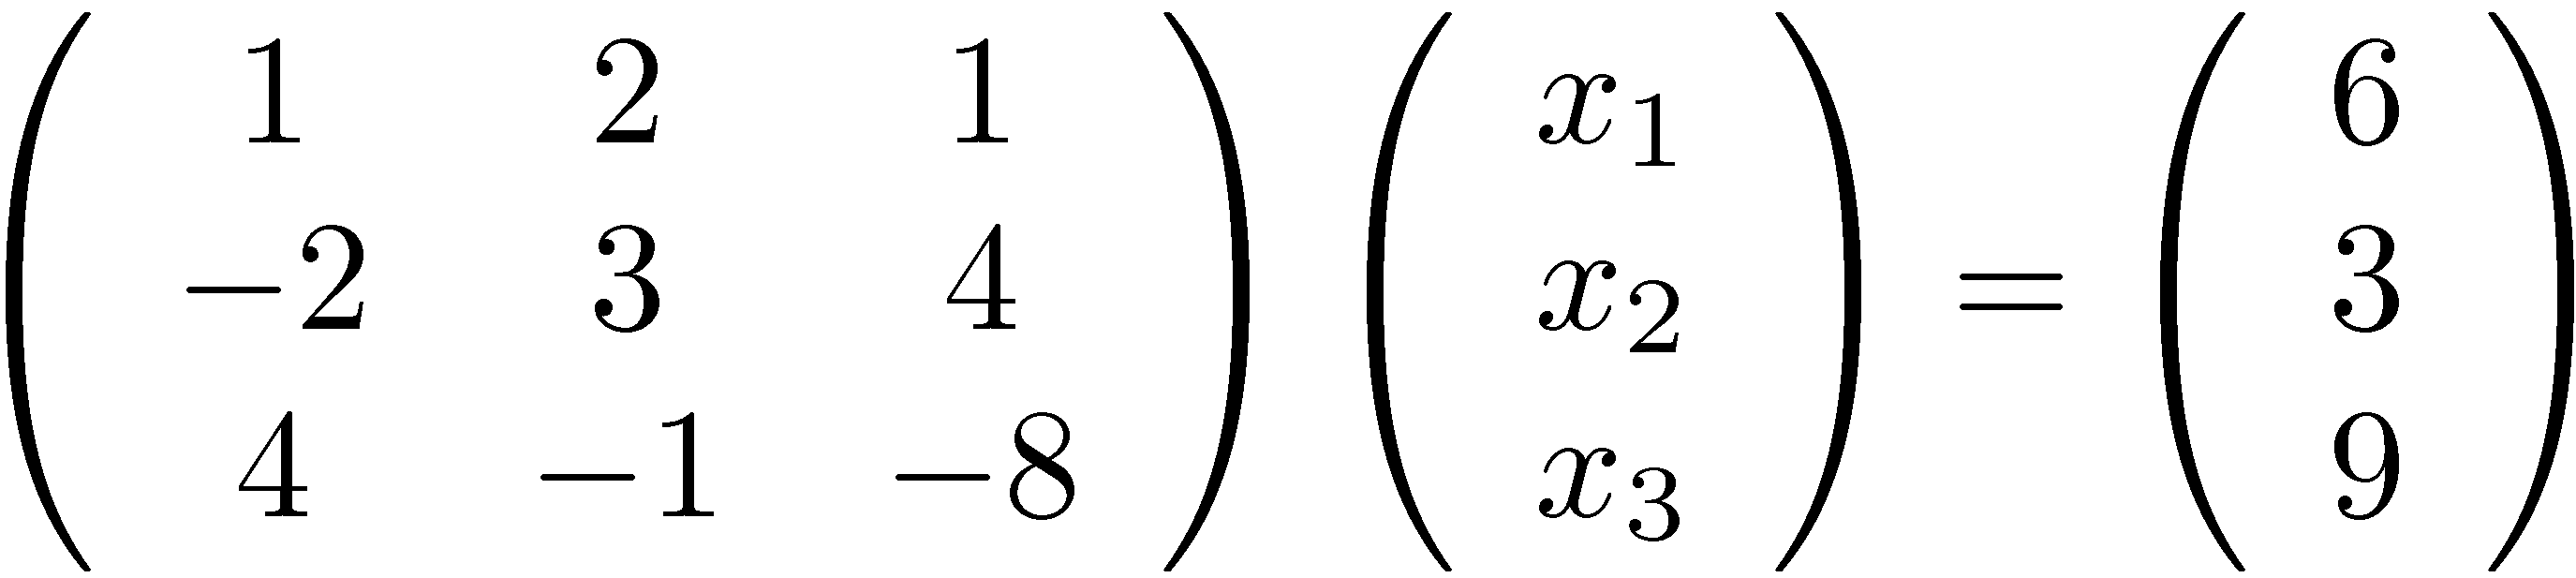 ( 1 2 1 ) ( x₁ ) = ( 6 )
( −2 3 4 ) ( x₂ ) = ( 3 )
( 4 −1 −8 ) ( x₃ ) = ( 9 )